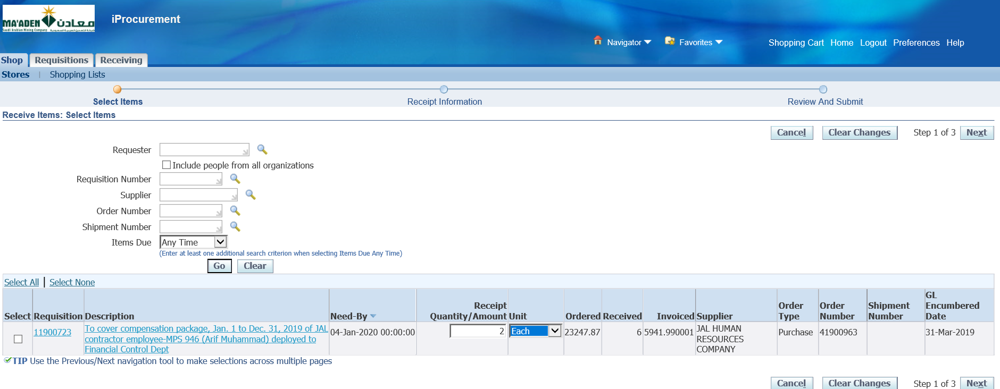 MA'ADEN معادن
Saudi Arabian Mining Company
iProcurement
Navigator Favorites Shopping Cart Home Logout Preferences Help
Shop Requisitions Receiving
Stores | Shopping Lists
Select Items Receipt Information Review And Submit
Receive Items: Select Items
Cancel Clear Changes Step 1 of 3 Next
Requester
Include people from all organizations
Requisition Number
Supplier
Order Number
Shipment Number
Items Due Any Time
(Enter at least one additional search criterion when selecting Items Due Any Time)
Go Clear
Select All | Select None
Select Requisition Description Need-By Receipt Quantity/Amount Unit Ordered Received Invoiced Supplier Order Type Order Number Shipment Number GL Encumbered Date
11900723 To cover compensation package, Jan. 1 to Dec. 31, 2019 of JAL contractor employee-MPS 946 (Arif Muhammad) deployed to Financial Control Dept 04-Jan-2020 00:00:00 2 Each 23247.87 6 5941.990001 JAL HUMAN RESOURCES COMPANY Purchase 41900963 31-Mar-2019
TIP Use the Previous/Next navigation tool to make selections across multiple pages
Cancel Clear Changes Step 1 of 3 Next